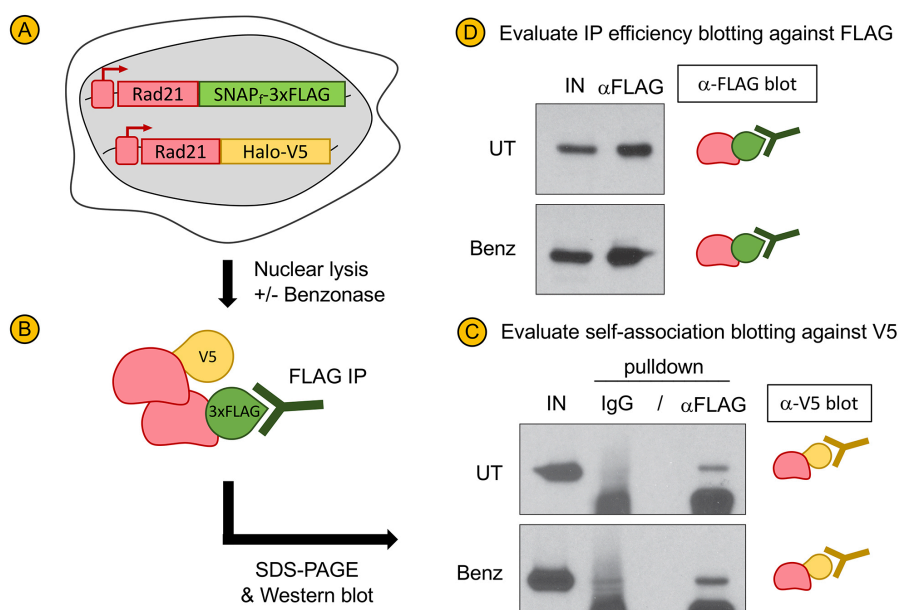 A
Rad21
SNAPf-3xFLAG
Rad21
Halo-V5
Nuclear lysis
+/- Benzonase
B
V5
3xFLAG
FLAG IP
SDS-PAGE
& Western blot
D
Evaluate IP efficiency blotting against FLAG
IN
αFLAG
α-FLAG blot
UT
Benz
C
Evaluate self-association blotting against V5
pulldown
IN
IgG
/
αFLAG
α-V5 blot
UT
Benz